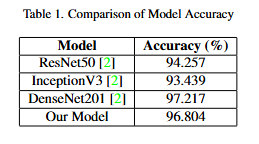 Table 1. Comparison of Model Accuracy
Model Accuracy (%)
ResNet50 [2] 94.257
InceptionV3 [2] 93.439
DenseNet201 [2] 97.217
Our Model 96.804